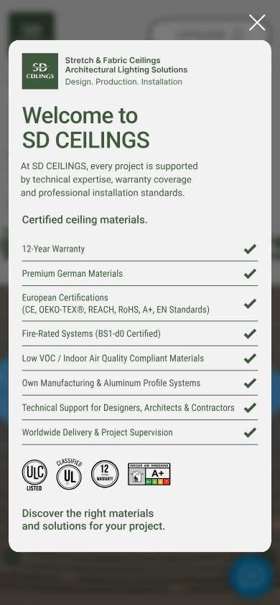 SD
CEILINGS
Stretch & Fabric Ceilings
Architectural Lighting Solutions
Design. Production. Installation
Welcome to
SD CEILINGS
At SD CEILINGS, every project is supported
by technical expertise, warranty coverage
and professional installation standards.
Certified ceiling materials.
12-Year Warranty
Premium German Materials
European Certifications
(CE, OEKO-TEX®, REACH, RoHS, A+, EN Standards)
Fire-Rated Systems (BS1-d0 Certified)
Low VOC / Indoor Air Quality Compliant Materials
Own Manufacturing & Aluminum Profile Systems
Technical Support for Designers, Architects & Contractors
Worldwide Delivery & Project Supervision
ULC
LISTED
CLASSIFIED
UL
12
WARRANTY
A+
Discover the right materials
and solutions for your project.